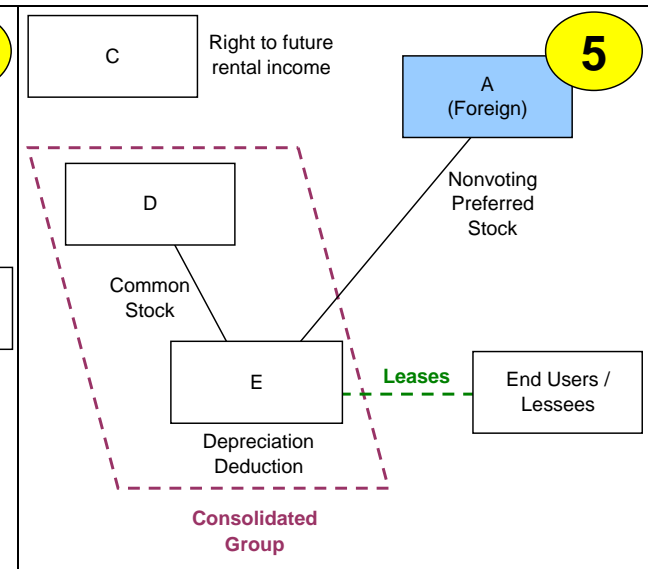 C
Right to future
rental income
5
A
(Foreign)
D
Nonvoting
Preferred
Stock
Common
Stock
E
Leases
End Users /
Lessees
Depreciation
Deduction
Consolidated
Group